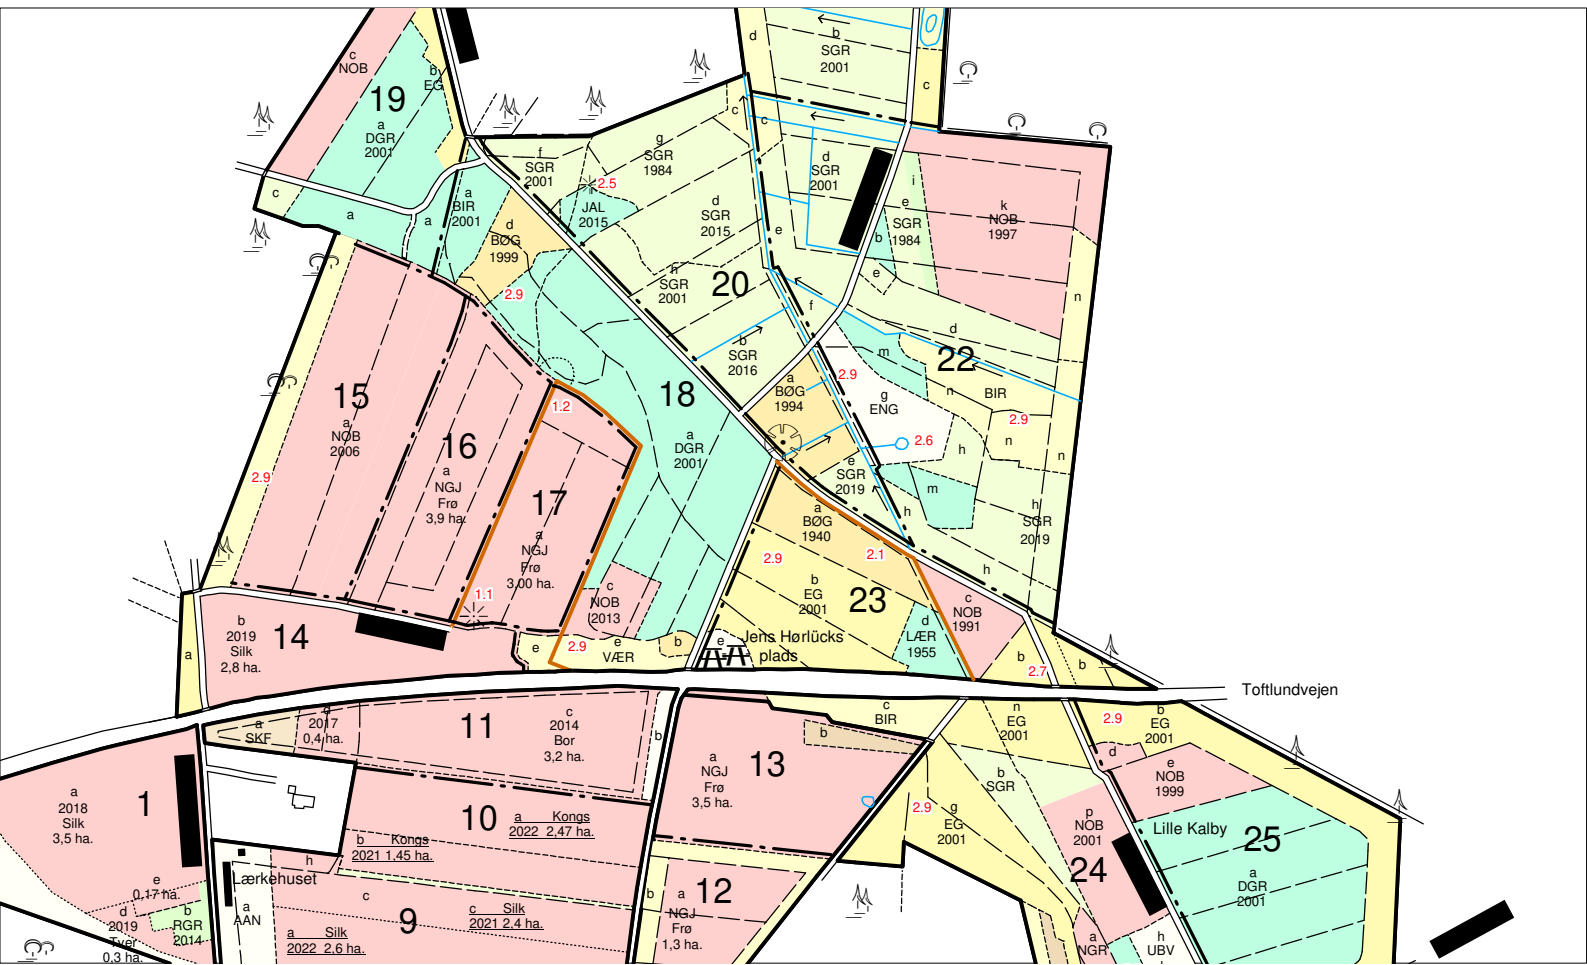 c
NOB
19
a
DGR
2001
b
EG
c
a
a
a
BIR
2001
f
SGR
2001
g
SGR
1984
2.5
JAL
2015
d
BØG
1999
2.9
d
SGR
2015
h
SGR
2001
20
b
SGR
2016
d
b
SGR
2001
c
c
c
d
SGR
2001
e
i
e
SGR
1984
b
e
f
k
NOB
1997
n
d
22
m
n
BIR
2.9
g
ENG
2.6
2.9
n
n
h
m
h
SGR
2019
h
h
a
BØG
1994
e
SGR
2019
15
a
NOB
2006
2.9
16
a
NGJ
Frø
3,9 ha.
1.2
17
a
NGJ
Frø
3,00 ha.
1.1
18
a
DGR
2001
c
NOB
2013
2.9
e
e
VÆR
b
e
Jens Hørlücks
plads
a
BØG
1940
2.1
2.9
b
EG
2001
23
d
LÆR
1955
c
NOB
1991
b
2.7
b
Toftlundvejen
14
b
2019
Silk
2,8 ha.
a
a
SKF
d
2017
0,4 ha.
11
c
2014
Bor
3,2 ha.
b
13
a
NGJ
Frø
3,5 ha.
c
BIR
b
n
EG
2001
b
SGR
2.9
g
EG
2001
2.9
b
EG
2001
d
e
NOB
1999
p
NOB
2001
24
Lille Kalby
25
a
DGR
2001
a
NGR
h
UBV
1
a
2018
Silk
3,5 ha.
e
0,17 ha.
d
2019
Tver
0,3 ha.
b
RGR
2014
10
a Kongs
2022 2,47 ha.
b Kongs
2021 1,45 ha.
h
Lærkehuset
a
AAN
c
9
c Silk
2021 2,4 ha.
a Silk
2022 2,6 ha.
b
12
a
NGJ
Frø
1,3 ha.